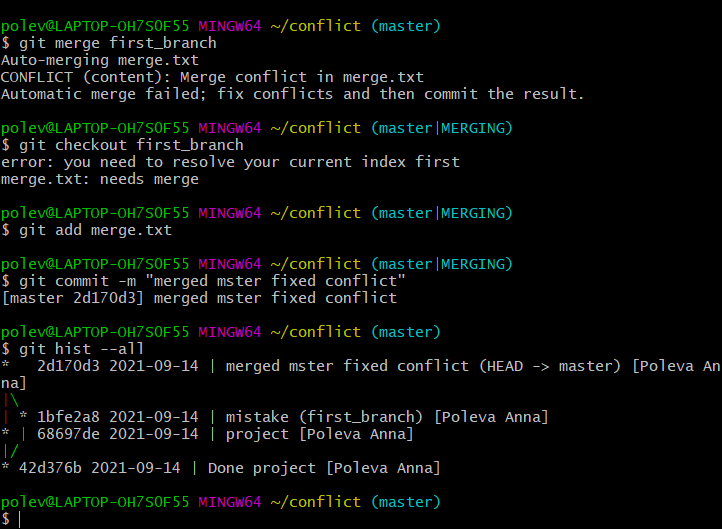 polev@LAPTOP-OH7S0F55 MINGW64 ~/conflict (master)
$ git merge first_branch
Auto-merging merge.txt
CONFLICT (content): Merge conflict in merge.txt
Automatic merge failed; fix conflicts and then commit the result.
polev@LAPTOP-OH7S0F55 MINGW64 ~/conflict (master|MERGING)
$ git checkout first_branch
error: you need to resolve your current index first
merge.txt: needs merge
polev@LAPTOP-OH7S0F55 MINGW64 ~/conflict (master|MERGING)
$ git add merge.txt
polev@LAPTOP-OH7S0F55 MINGW64 ~/conflict (master|MERGING)
$ git commit -m "merged mster fixed conflict"
[master 2d170d3] merged mster fixed conflict
polev@LAPTOP-OH7S0F55 MINGW64 ~/conflict (master)
$ git hist --all
*   2d170d3 2021-09-14 | merged mster fixed conflict (HEAD -> master) [Poleva An
na]
|\
| * 1bfe2a8 2021-09-14 | mistake (first_branch) [Poleva Anna]
* | 68697de 2021-09-14 | project [Poleva Anna]
|/
* 42d376b 2021-09-14 | Done project [Poleva Anna]
polev@LAPTOP-OH7S0F55 MINGW64 ~/conflict (master)
$